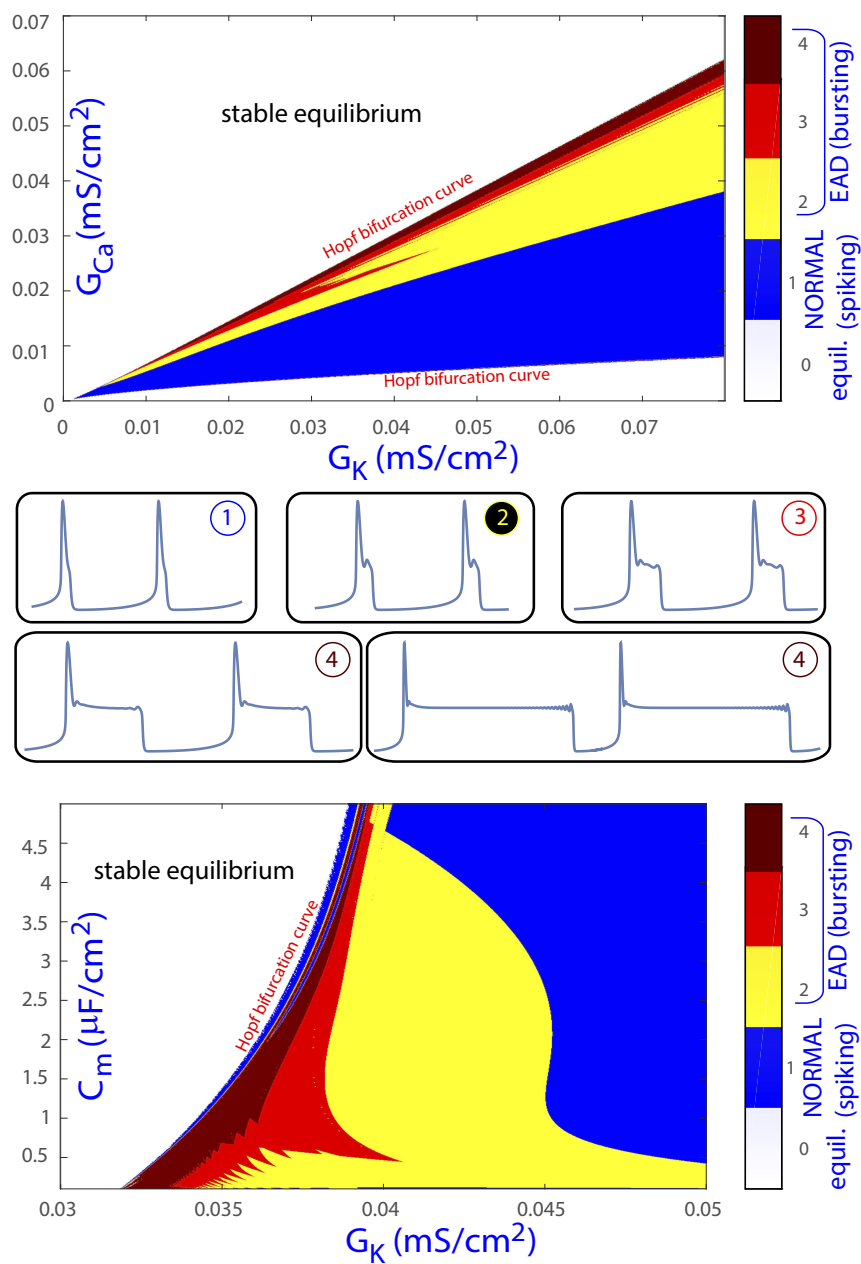 0.07
0.06
0.05
0.04
0.03
0.02
0.01
0
G_Ca (mS/cm²)
stable equilibrium
Hopf bifurcation curve
Hopf bifurcation curve
0 0.01 0.02 0.03 0.04 0.05 0.06 0.07
G_K (mS/cm²)
4
3
2
1
0
EAD (bursting)
NORMAL (spiking)
equil.
1
2
3
4
4
4.5
4
3.5
3
2.5
2
1.5
1
0.5
C_m (μF/cm²)
stable equilibrium
Hopf bifurcation curve
0.03 0.035 0.04 0.045 0.05
G_K (mS/cm²)
4
3
2
1
0
EAD (bursting)
NORMAL (spiking)
equil.